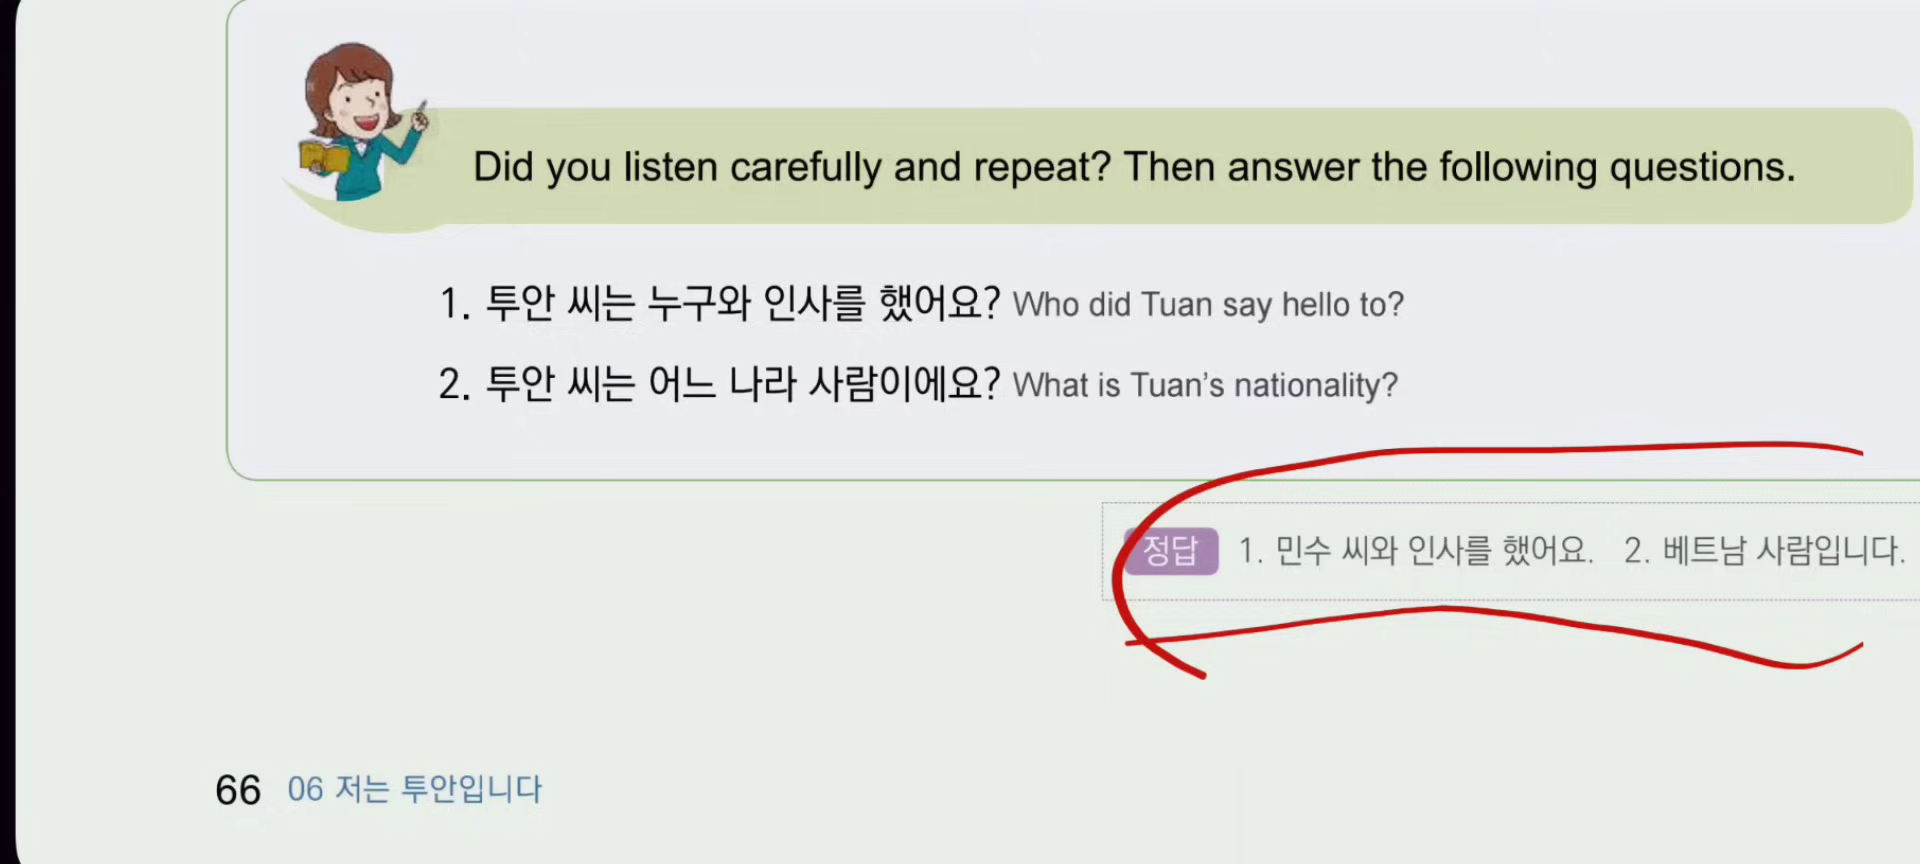 Did you listen carefully and repeat? Then answer the following questions.
1. 투안 씨는 누구와 인사를 했어요? Who did Tuan say hello to?
2. 투안 씨는 어느 나라 사람이에요? What is Tuan's nationality?
정답 1. 민수 씨와 인사를 했어요. 2. 베트남 사람입니다.
66 06 저는 투안입니다